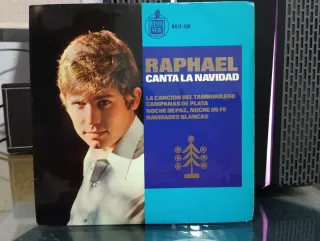 RAPHAEL
CANTA LA NAVIDAD
LA CANCION DEL TAMBORILERO
CAMPANAS DE PLATA
NOCHE DE PAZ, NOCHE DE FE
NAVIDADES BLANCAS